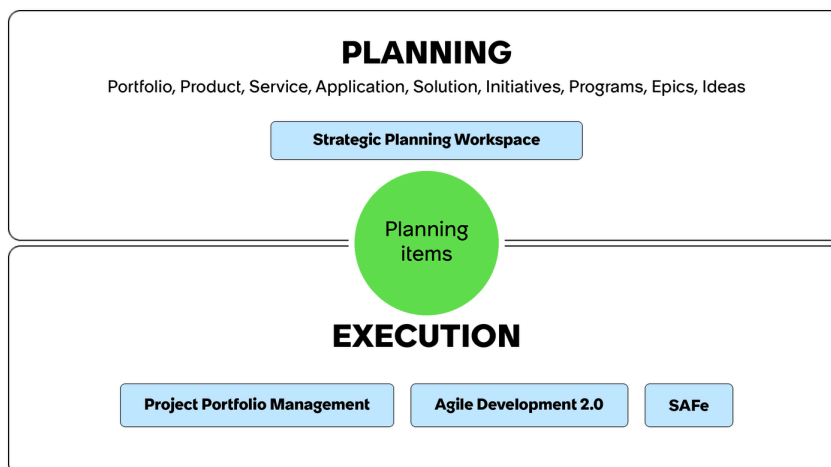 PLANNING
Portfolio, Product, Service, Application, Solution, Initiatives, Programs, Epics, Ideas
Strategic Planning Workspace
Planning
items
EXECUTION
Project Portfolio Management
Agile Development 2.0
SAFe